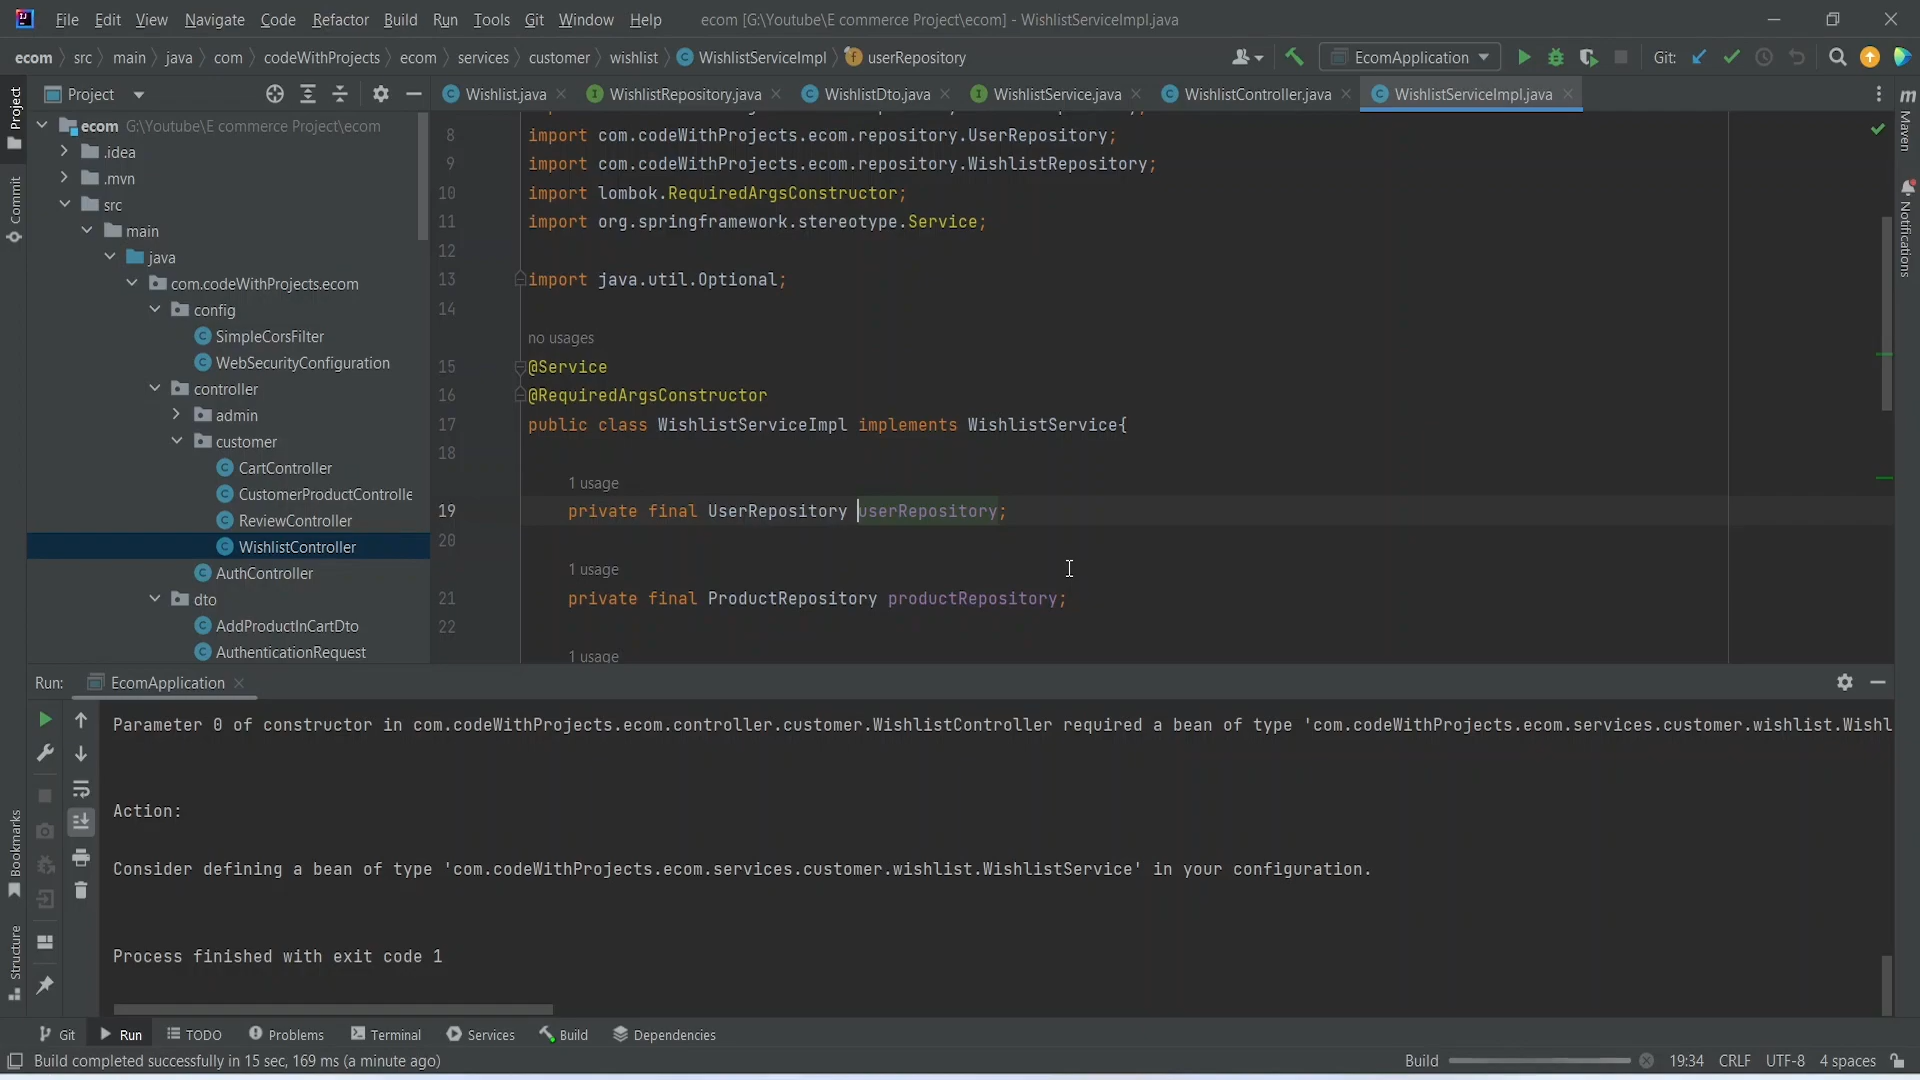 File Edit View Navigate Code Refactor Build Run Tools Git Window Help ecom [G:\Youtube\E commerce Project\ecom] - WishlistServiceImpl.java
ecom src main java com codeWithProjects ecom services customer wishlist WishlistServiceImpl userRepository EcomApplication Git:
Project Wishlist.java WishlistRepository.java WishlistDto.java WishlistService.java WishlistController.java WishlistServiceImpl.java
Project
Commit
Bookmarks
Structure
m
Maven
Notifications
ecom G:\Youtube\E commerce Project\ecom
.idea
.mvn
src
main
java
com.codeWithProjects.ecom
config
SimpleCorsFilter
WebSecurityConfiguration
controller
admin
customer
CartController
CustomerProductControlle
ReviewController
WishlistController
AuthController
dto
AddProductInCartDto
AuthenticationRequest
8 import com.codeWithProjects.ecom.repository.UserRepository;
9 import com.codeWithProjects.ecom.repository.WishlistRepository;
10 import lombok.RequiredArgsConstructor;
11 import org.springframework.stereotype.Service;
12
13 import java.util.Optional;
14
no usages
15 @Service
16 @RequiredArgsConstructor
17 public class WishlistServiceImpl implements WishlistService{
18
1 usage
19 private final UserRepository userRepository;
20
1 usage
21 private final ProductRepository productRepository;
22
1 usage
Run: EcomApplication
Parameter 0 of constructor in com.codeWithProjects.ecom.controller.customer.WishlistController required a bean of type 'com.codeWithProjects.ecom.services.customer.wishlist.Wishl
Action:
Consider defining a bean of type 'com.codeWithProjects.ecom.services.customer.wishlist.WishlistService' in your configuration.
Process finished with exit code 1
Git Run TODO Problems Terminal Services Build Dependencies
Build completed successfully in 15 sec, 169 ms (a minute ago) Build 19:34 CRLF UTF-8 4 spaces